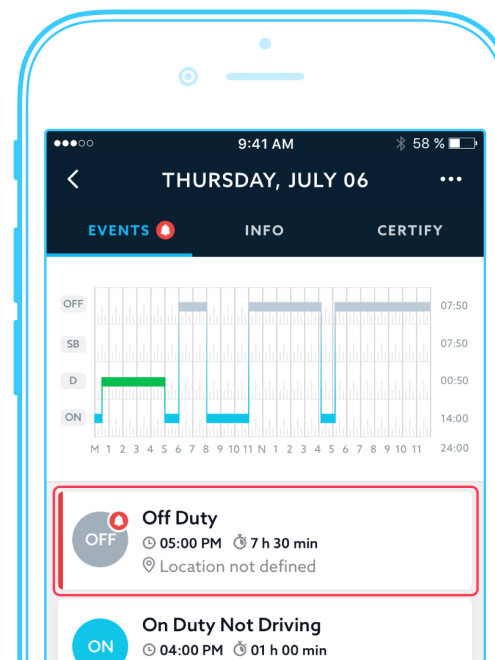 9:41 AM
58 %
THURSDAY, JULY 06
EVENTS INFO CERTIFY
OFF 07:50
SB 07:50
D 00:50
ON 14:00
M 1 2 3 4 5 6 7 8 9 10 11 N 1 2 3 4 5 6 7 8 9 10 11 24:00
OFF
Off Duty
05:00 PM 7 h 30 min
Location not defined
ON
On Duty Not Driving
04:00 PM 01 h 00 min